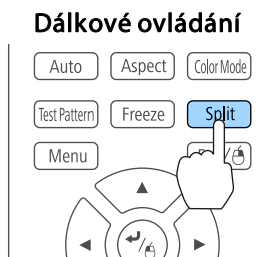 Dálkové ovládání
Auto Aspect Color Mode
Test Pattern Freeze Split
Menu